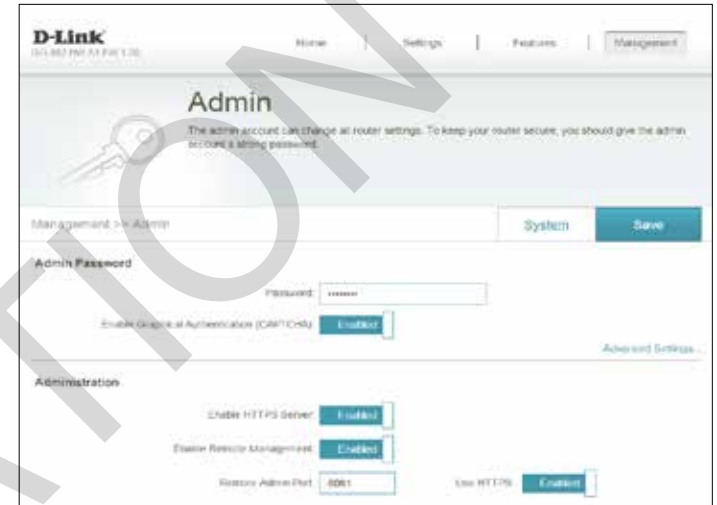 D-Link
Home | Settings | Features | Management
Admin
The admin account can change all router settings. To keep your router secure, you should give the admin
account a strong password.
Management >> Admin
System
Save
Admin Password
Password:
Enable Graphical Authentication (CAPTCHA): Enabled
Advanced Settings...
Administration
Enable HTTPS Server: Enabled
Enable Remote Management: Enabled
Remote Admin Port: Use HTTPS: Enabled
ATION